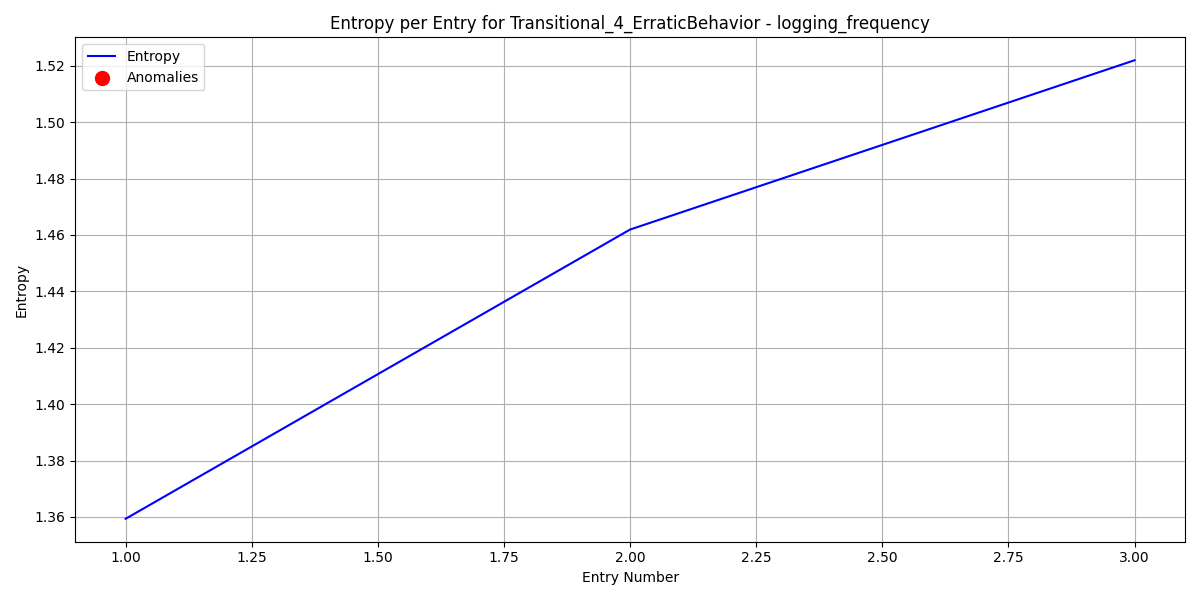 Entropy per Entry for Transitional_4_ErraticBehavior - logging_frequency
Entropy
Anomalies
1.52
1.50
1.48
1.46
1.44
1.42
1.40
1.38
1.36
Entropy
1.00 1.25 1.50 1.75 2.00 2.25 2.50 2.75 3.00
Entry Number